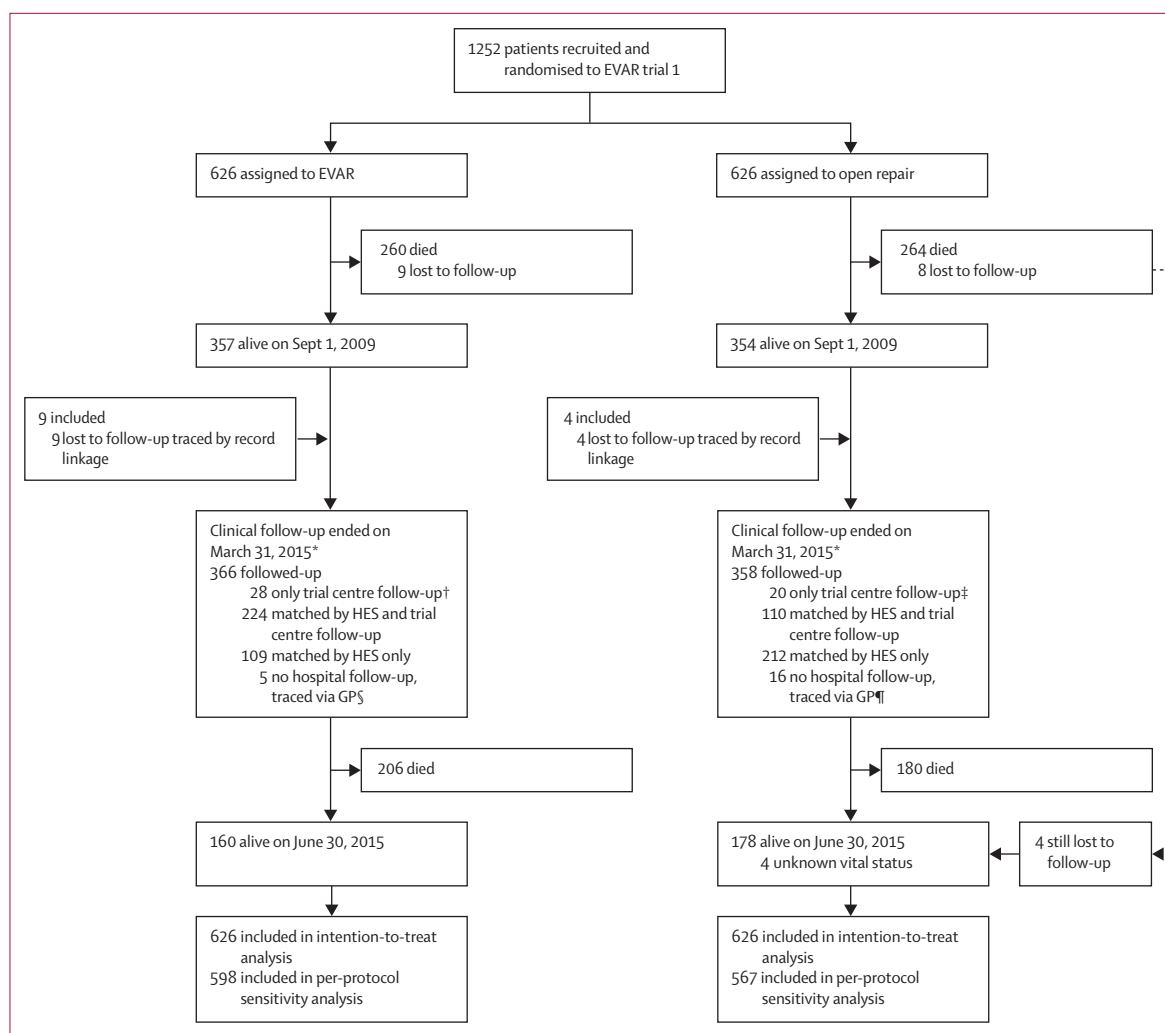 1252 patients recruited and
randomised to EVAR trial 1
626 assigned to EVAR
626 assigned to open repair
260 died
9 lost to follow-up
264 died
8 lost to follow-up
357 alive on Sept 1, 2009
354 alive on Sept 1, 2009
9 included
9 lost to follow-up traced by record
linkage
4 included
4 lost to follow-up traced by record
linkage
Clinical follow-up ended on
March 31, 2015*
366 followed-up
28 only trial centre follow-up†
224 matched by HES and trial
centre follow-up
109 matched by HES only
5 no hospital follow-up,
traced via GP§
Clinical follow-up ended on
March 31, 2015*
358 followed-up
20 only trial centre follow-up‡
110 matched by HES and trial
centre follow-up
212 matched by HES only
16 no hospital follow-up,
traced via GP¶
206 died
180 died
160 alive on June 30, 2015
178 alive on June 30, 2015
4 unknown vital status
4 still lost to
follow-up
626 included in intention-to-treat
analysis
598 included in per-protocol
sensitivity analysis
626 included in intention-to-treat
analysis
567 included in per-protocol
sensitivity analysis